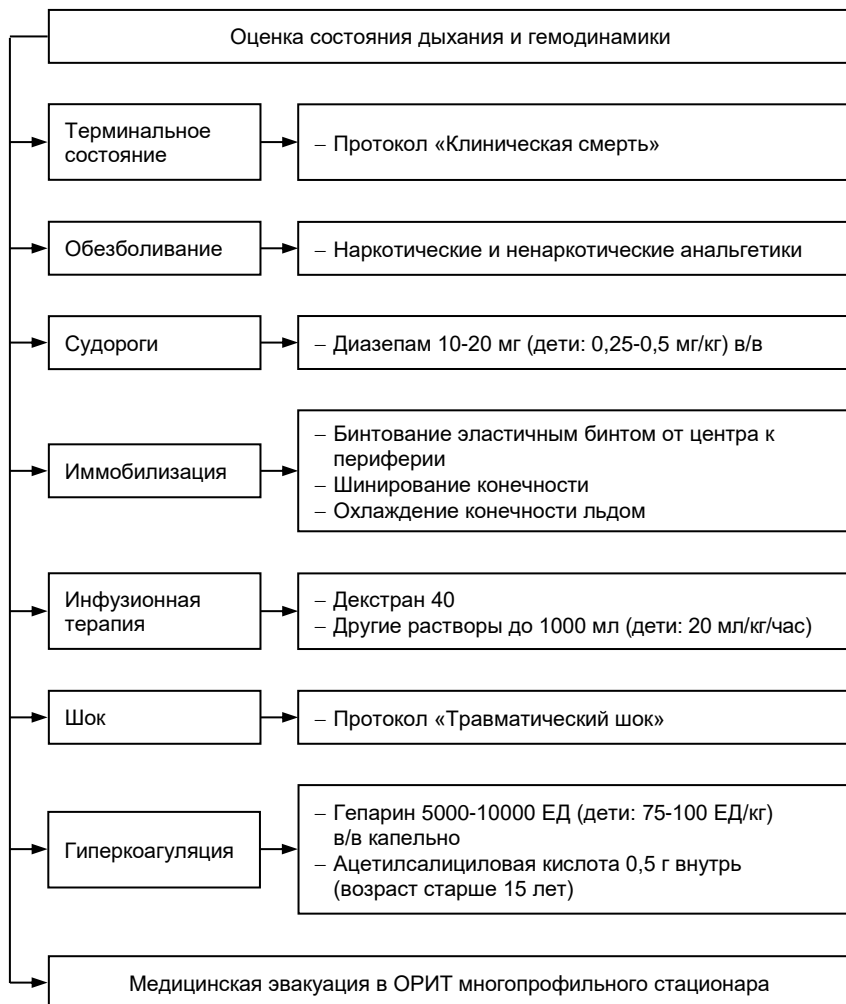 Оценка состояния дыхания и гемодинамики
Терминальное
состояние
– Протокол «Клиническая смерть»
Обезболивание
– Наркотические и ненаркотические анальгетики
Судороги
– Диазепам 10-20 мг (дети: 0,25-0,5 мг/кг) в/в
Иммобилизация
– Бинтование эластичным бинтом от центра к
периферии
– Шинирование конечности
– Охлаждение конечности льдом
Инфузионная
терапия
– Декстран 40
– Другие растворы до 1000 мл (дети: 20 мл/кг/час)
Шок
– Протокол «Травматический шок»
Гиперкоагуляция
– Гепарин 5000-10000 ЕД (дети: 75-100 ЕД/кг)
в/в капельно
– Ацетилсалициловая кислота 0,5 г внутрь
(возраст старше 15 лет)
Медицинская эвакуация в ОРИТ многопрофильного стационара